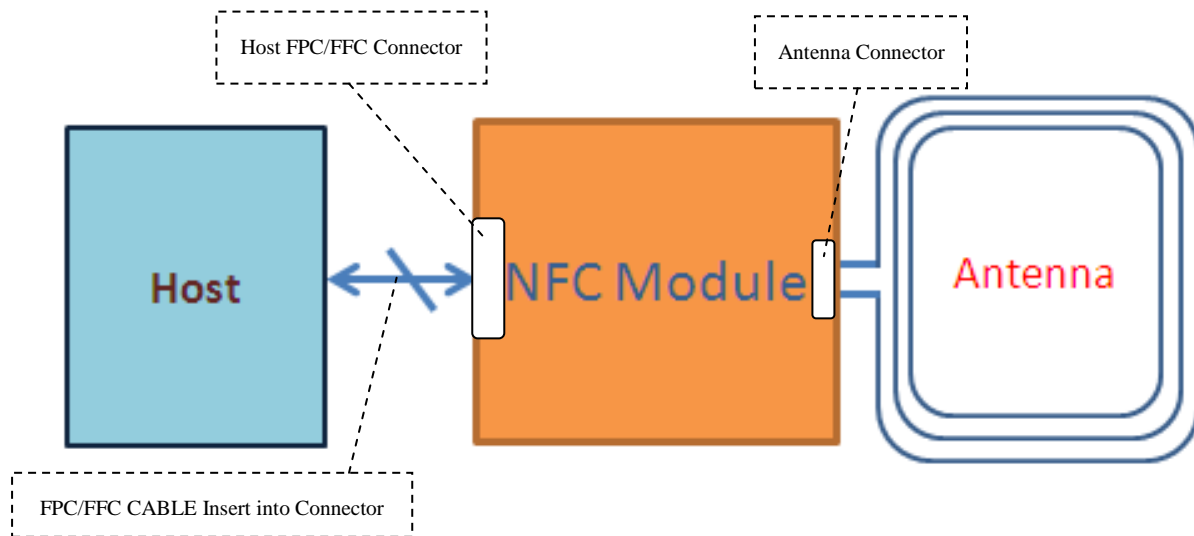 Host FPC/FFC Connector
Antenna Connector
Host
NFC Module
Antenna
FPC/FFC CABLE Insert into Connector